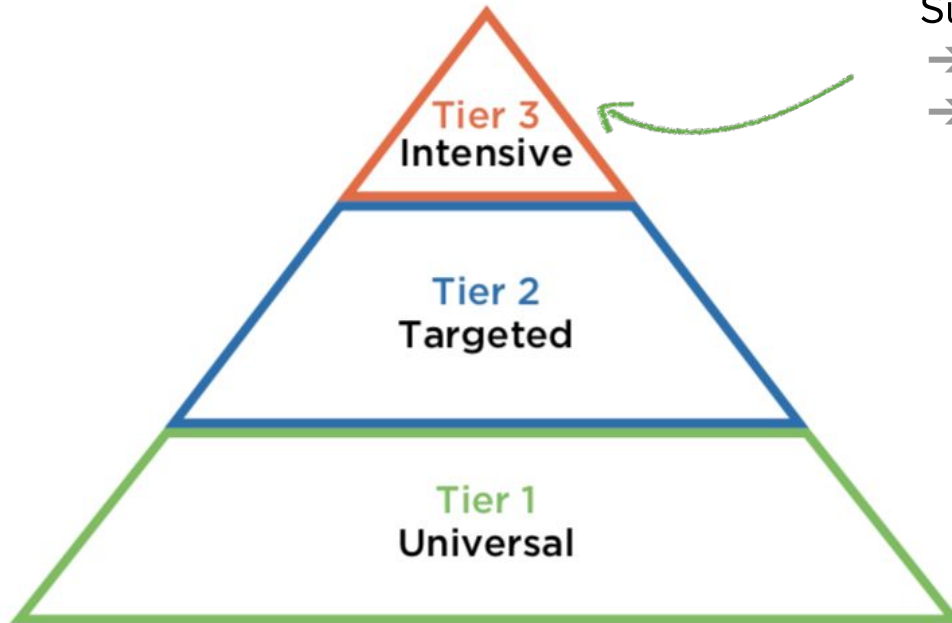 Tier 3
Intensive
Tier 2
Targeted
Tier 1
Universal